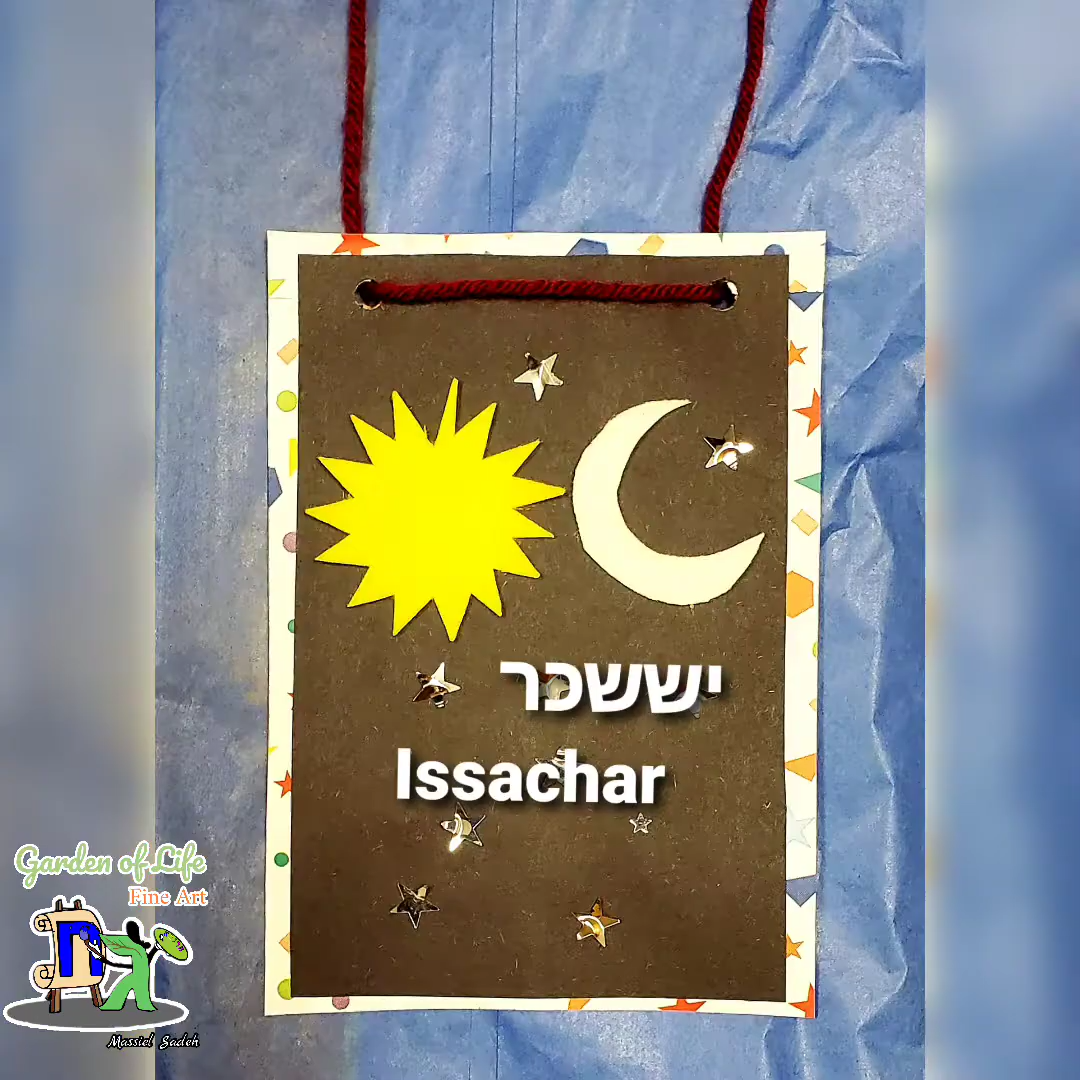 יששכר
Issachar
Garden of Life
Fine Art
Massiel Sadeh